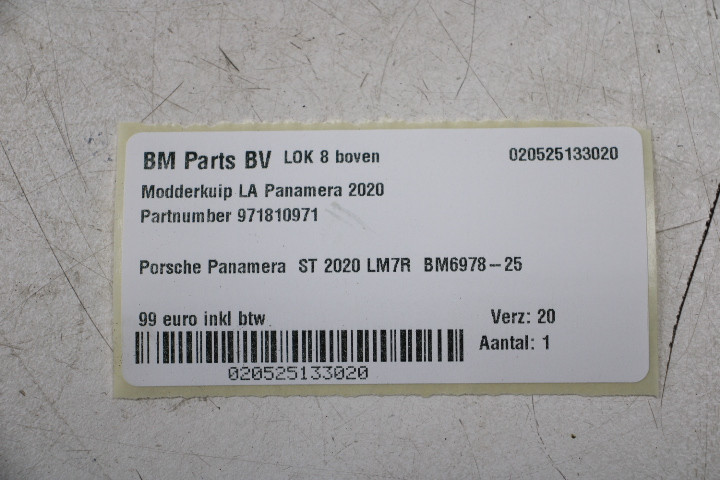 BM Parts BV LOK 8 boven 020525133020
Modderkuip LA Panamera 2020
Partnumber 971810971
Porsche Panamera ST 2020 LM7R BM6978-25
99 euro inkl btw Verz: 20
Aantal: 1
020525133020